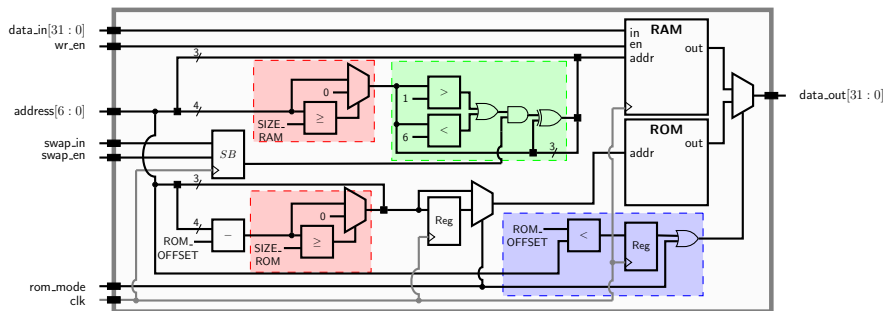 data_in[31 : 0]
wr_en
address[6 : 0]
swap_in
swap_en
rom_mode
clk
3
4
0
SIZE_
RAM
≥
1
>
6
<
3
SB
3
4
ROM_
OFFSET
−
0
SIZE_
ROM
≥
Reg
ROM_
OFFSET
<
Reg
RAM
in
en
addr
out
ROM
addr
out
data_out[31 : 0]